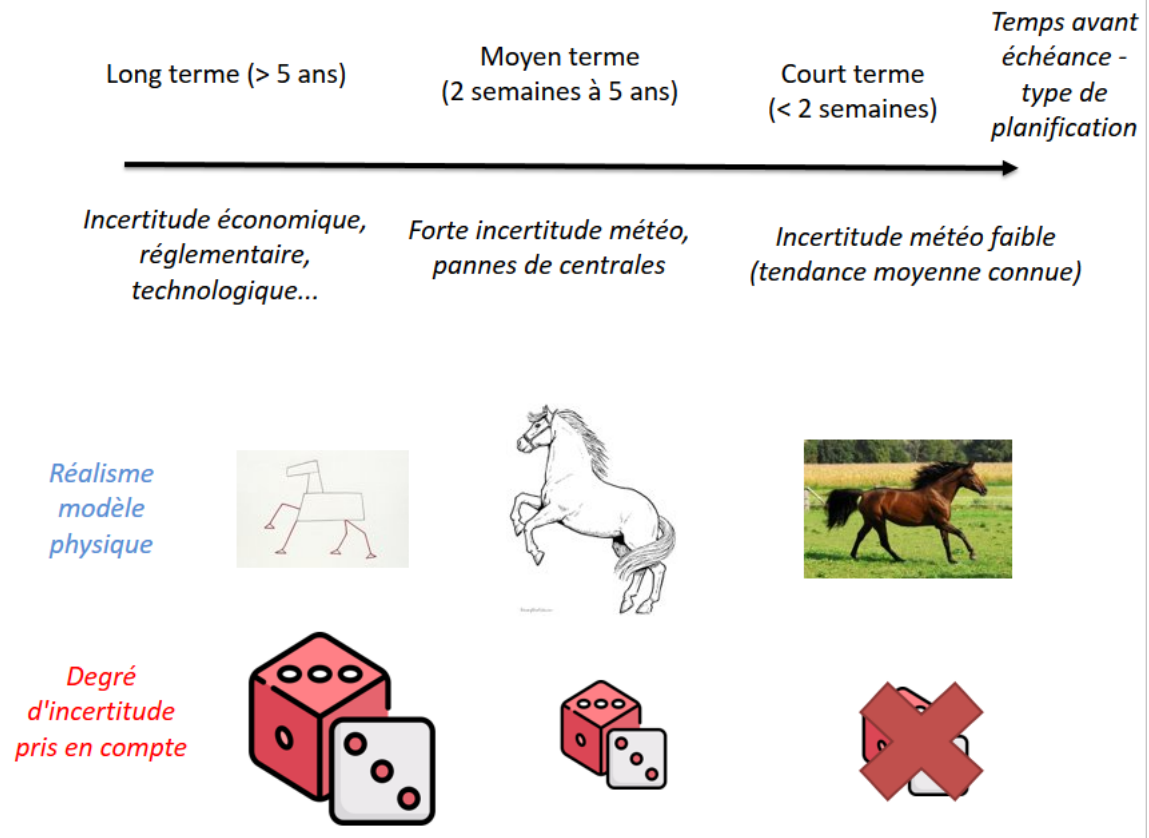 Long terme (> 5 ans)
Moyen terme
(2 semaines à 5 ans)
Court terme
(< 2 semaines)
Temps avant
échéance -
type de
planification
Incertitude économique,
réglementaire,
technologique...
Forte incertitude météo,
pannes de centrales
Incertitude météo faible
(tendance moyenne connue)
Réalisme
modèle
physique
Degré
d'incertitude
pris en compte